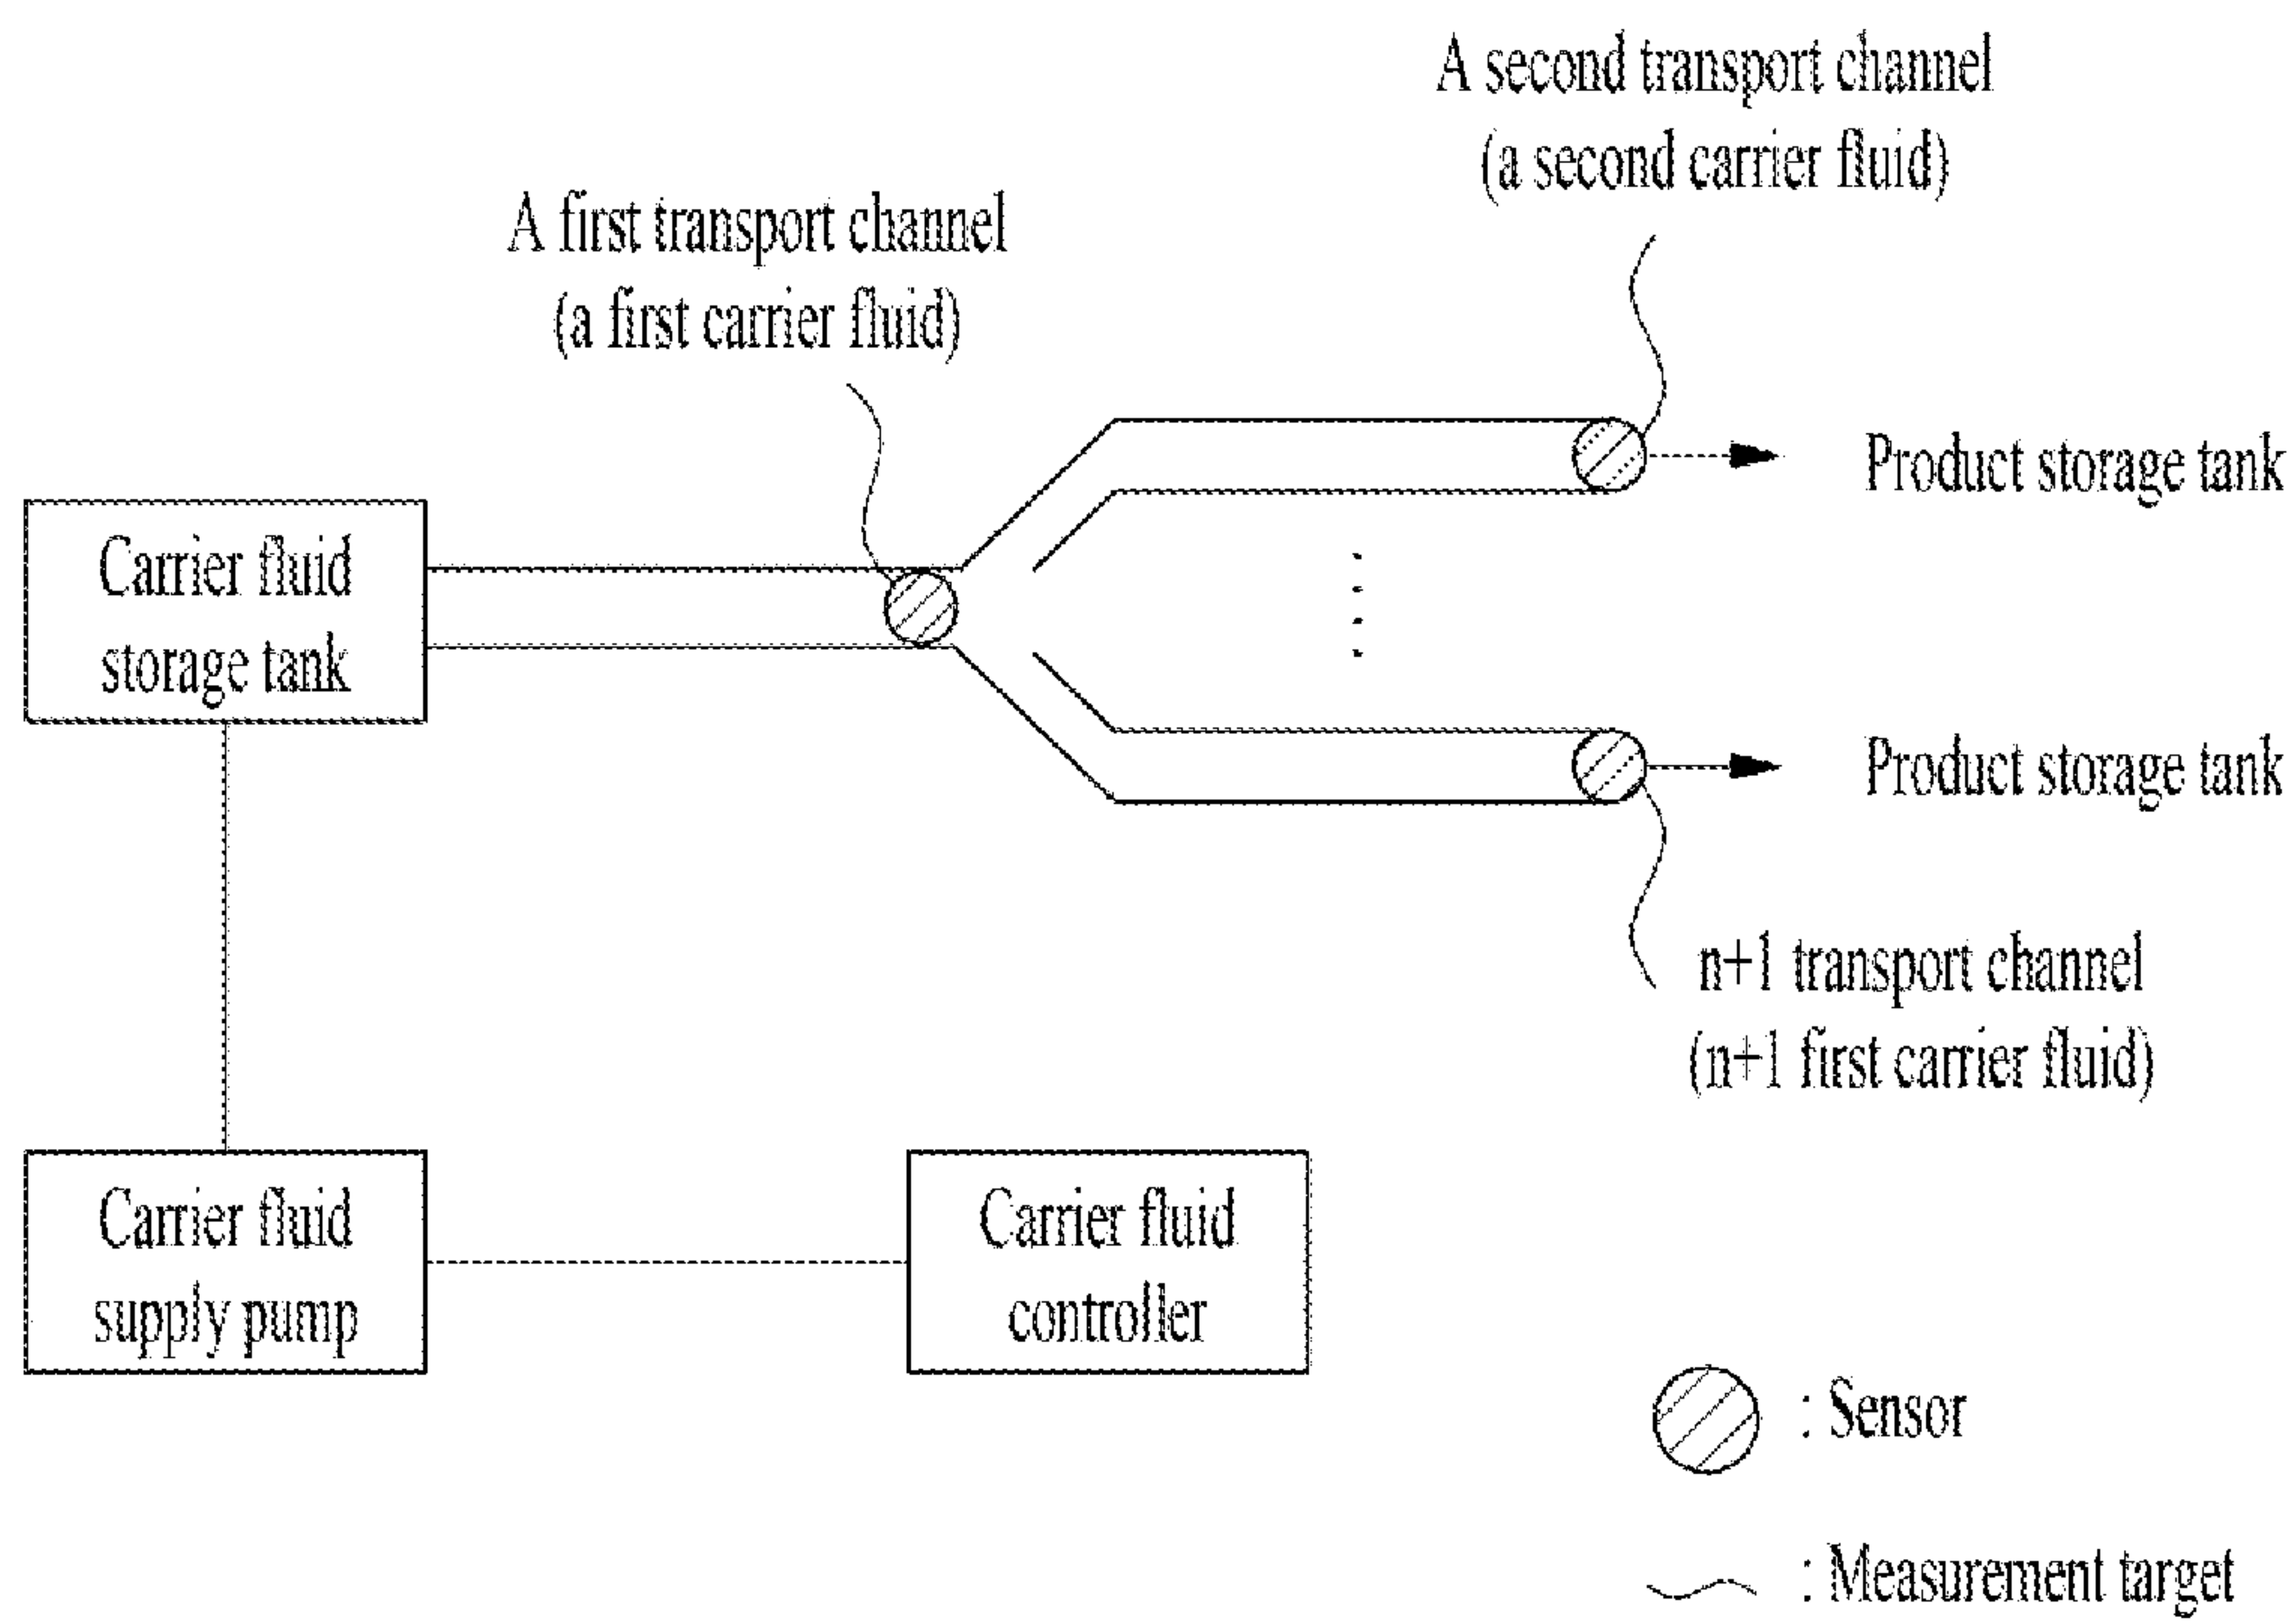 A second transport channel
(a second carrier fluid)
A first transport channel
(a first carrier fluid)
Product storage tank
Carrier fluid
storage tank
Product storage tank
n+1 transport channel
(n+1 first carrier fluid)
Carrier fluid
supply pump
Carrier fluid
controller
: Sensor
: Measurement target